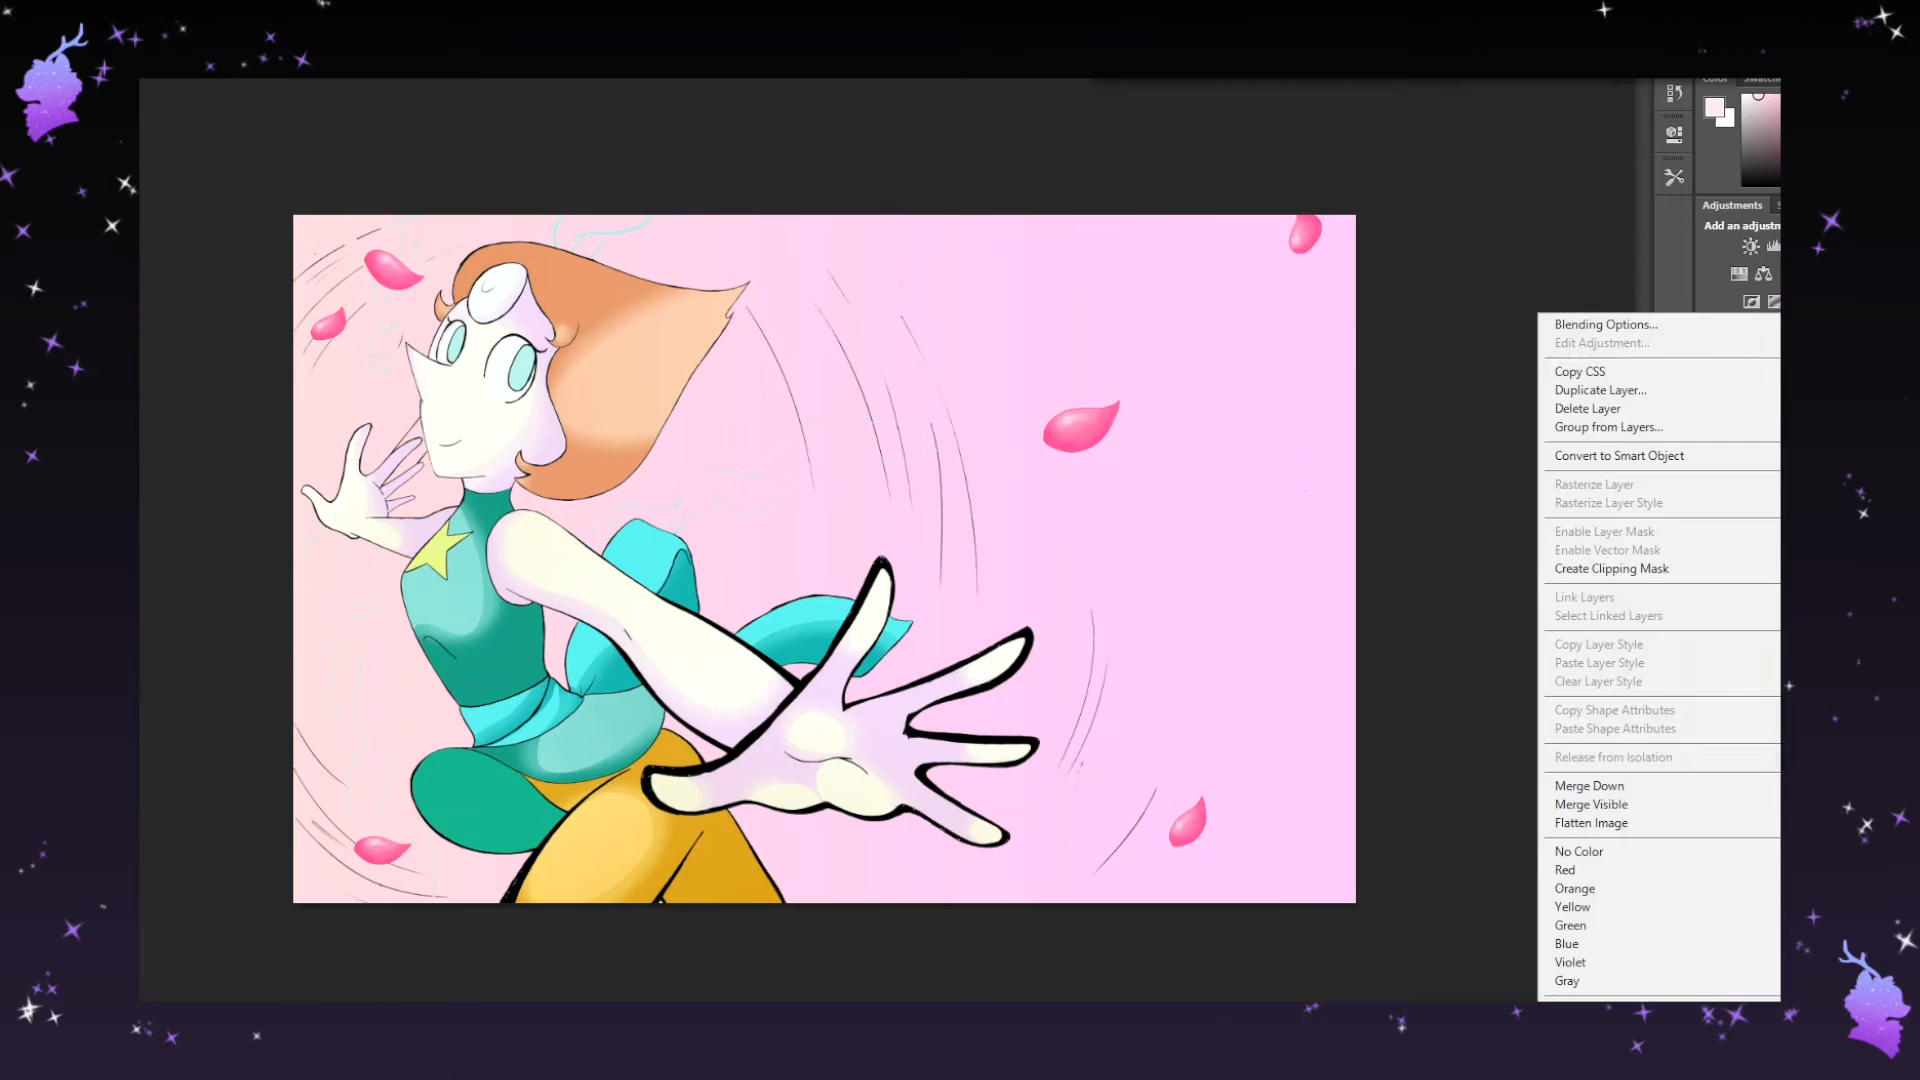 Color Swatches
Adjustments
Add an adjustm
Blending Options...
Edit Adjustment...
Copy CSS
Duplicate Layer...
Delete Layer
Group from Layers...
Convert to Smart Object
Rasterize Layer
Rasterize Layer Style
Enable Layer Mask
Enable Vector Mask
Create Clipping Mask
Link Layers
Select Linked Layers
Copy Layer Style
Paste Layer Style
Clear Layer Style
Copy Shape Attributes
Paste Shape Attributes
Release from Isolation
Merge Down
Merge Visible
Flatten Image
No Color
Red
Orange
Yellow
Green
Blue
Violet
Gray